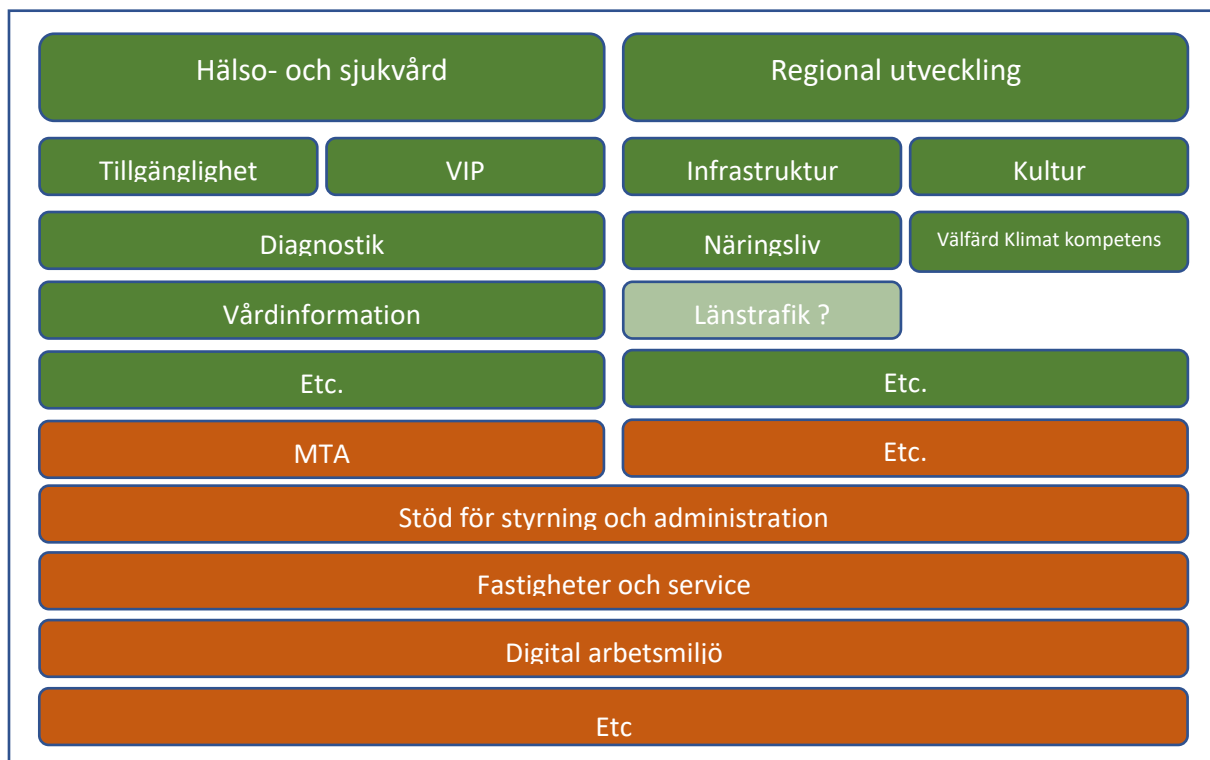 Hälso- och sjukvård
Regional utveckling
Tillgänglighet
VIP
Infrastruktur
Kultur
Diagnostik
Näringsliv
Välfärd Klimat kompetens
Vårdinformation
Länstrafik ?
Etc.
Etc.
MTA
Etc.
Stöd för styrning och administration
Fastigheter och service
Digital arbetsmiljö
Etc